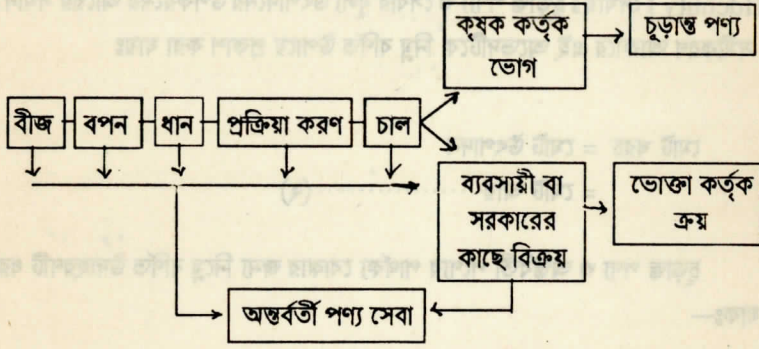 কৃষক কর্তৃক
ভোগ
চূড়ান্ত পণ্য
বীজ বপন ধান প্রক্রিয়া করণ চাল
ব্যবসায়ী বা
সরকারের
কাছে বিক্রয়
ভোক্তা কর্তৃক
ক্রয়
অন্তর্বর্তী পণ্য সেবা